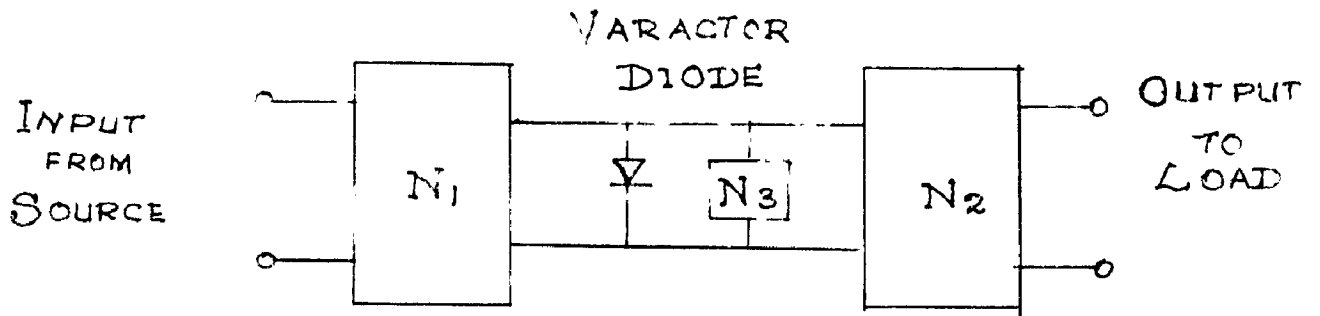 VARACTOR
DIODE
INPUT
FROM
SOURCE
N1
N3
N2
OUTPUT
TO
LOAD